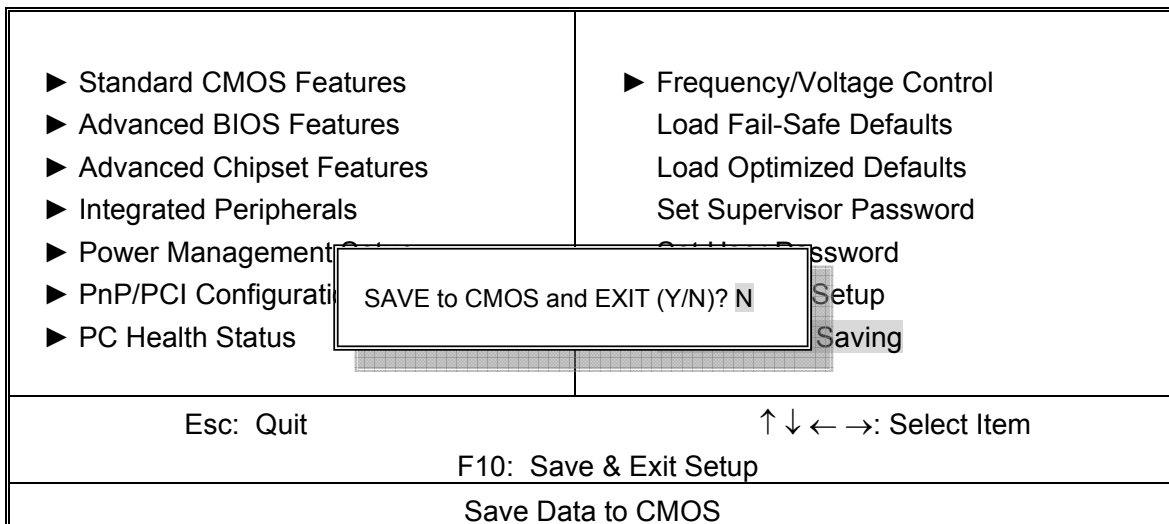 ► Standard CMOS Features
► Advanced BIOS Features
► Advanced Chipset Features
► Integrated Peripherals
► Power Management
► PnP/PCI
► PC Health Status
► Frequency/Voltage Control
Load Fail-Safe Defaults
Load Optimized Defaults
Set Supervisor Password
Setup
Saving
SAVE to CMOS and EXIT (Y/N)? N
Esc: Quit
↑ ↓ ← →: Select Item
F10: Save & Exit Setup
Save Data to CMOS